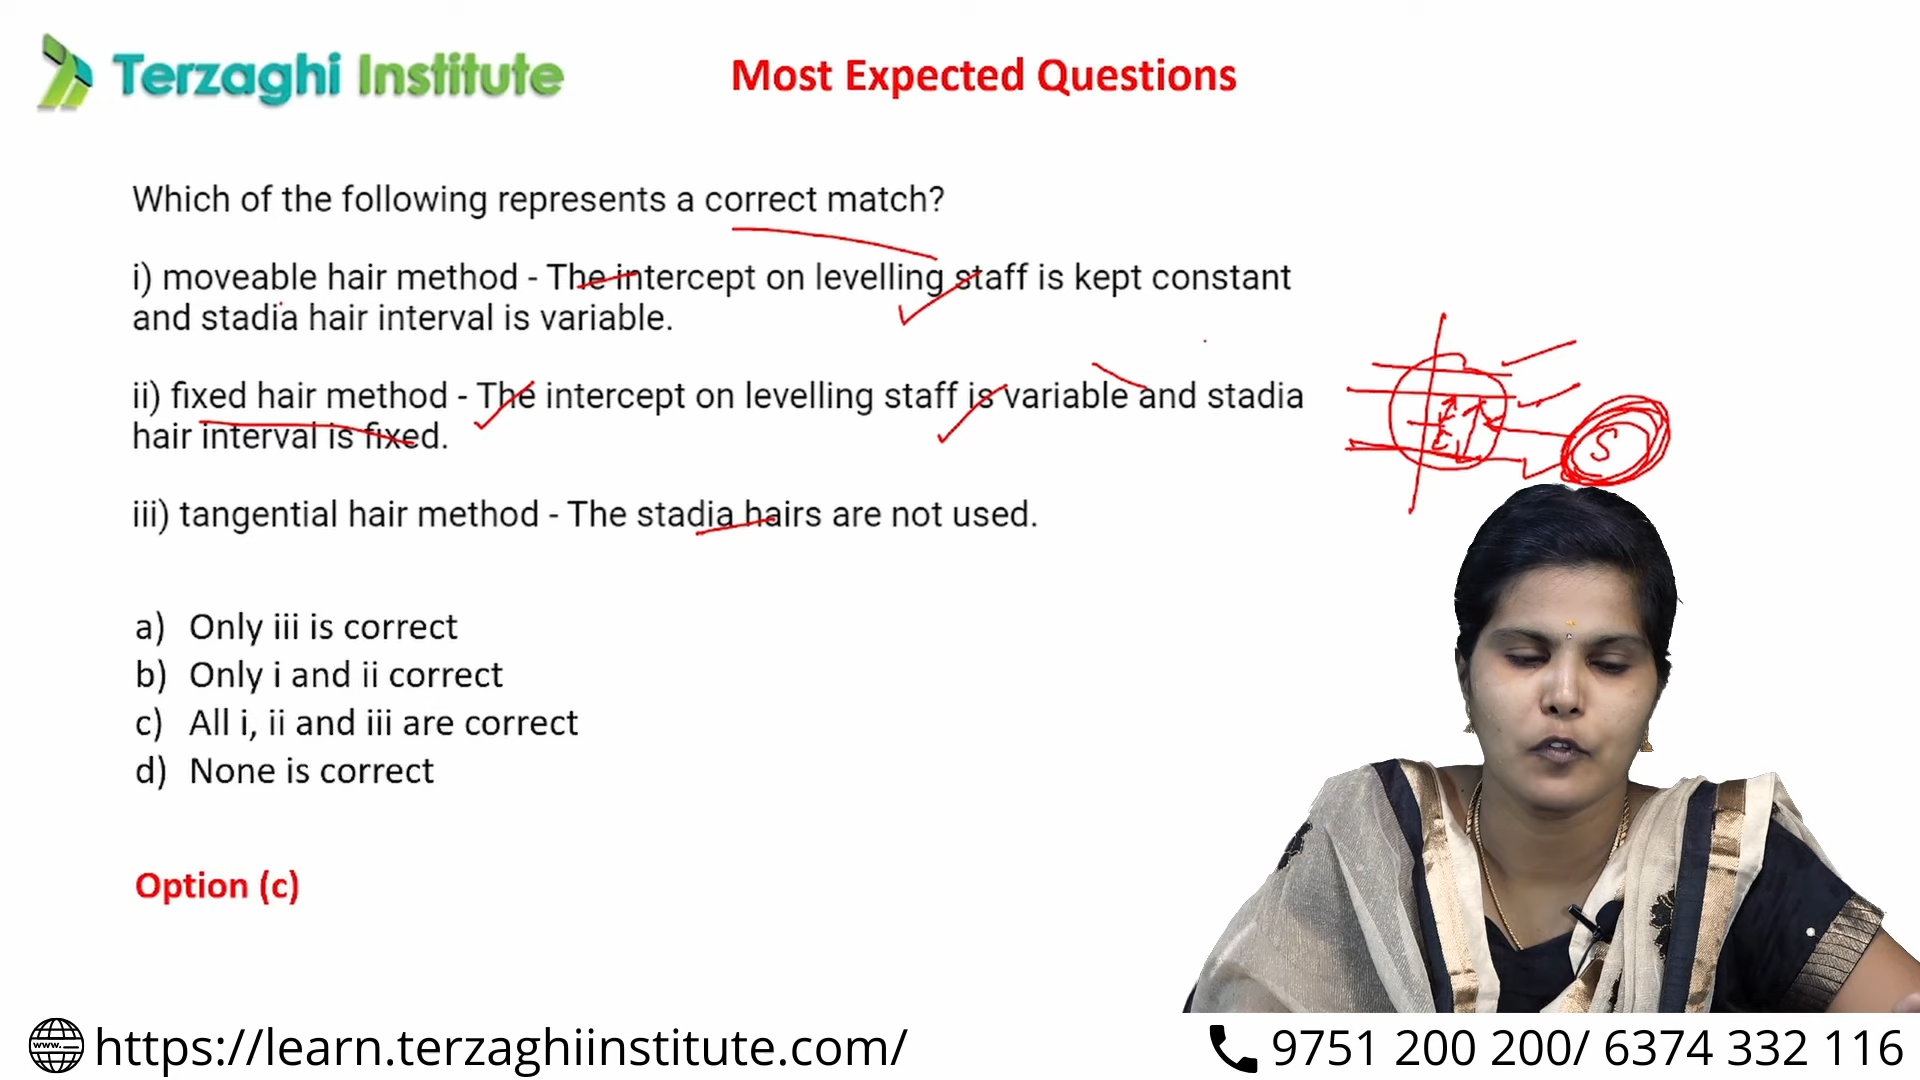 Terzaghi Institute
Most Expected Questions
Which of the following represents a correct match?
i) moveable hair method - The intercept on levelling staff is kept constant
and stadia hair interval is variable.
ii) fixed hair method - The intercept on levelling staff is variable and stadia
hair interval is fixed.
S
iii) tangential hair method - The stadia hairs are not used.
a) Only iii is correct
b) Only i and ii correct
c) All i, ii and iii are correct
d) None is correct
Option (c)
www.
https://learn.terzaghiinstitute.com/
9751 200 200/ 6374 332 116